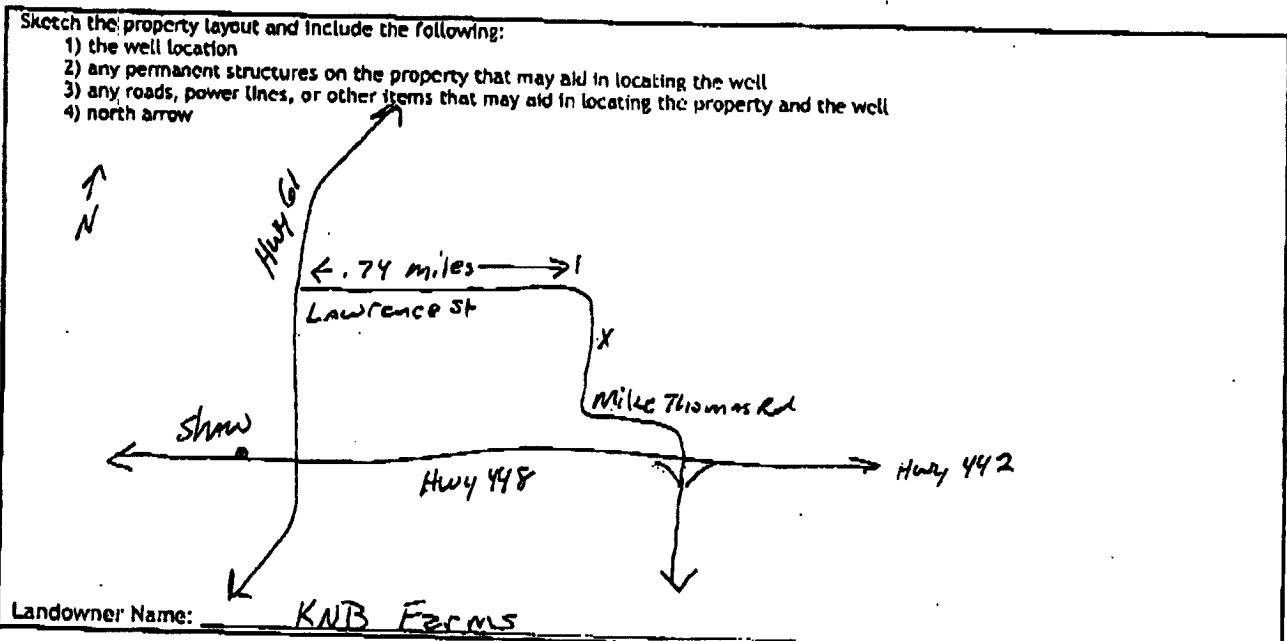 Sketch the property layout and include the following:
1) the well location
2) any permanent structures on the property that may aid in locating the well
3) any roads, power lines, or other items that may aid in locating the property and the well
4) north arrow
N
Hwy 61
.74 miles
Lawrence St
X
Mike Thomas Rd
Shaw
Hwy 448
Hwy 442
Landowner Name: KNB Farms